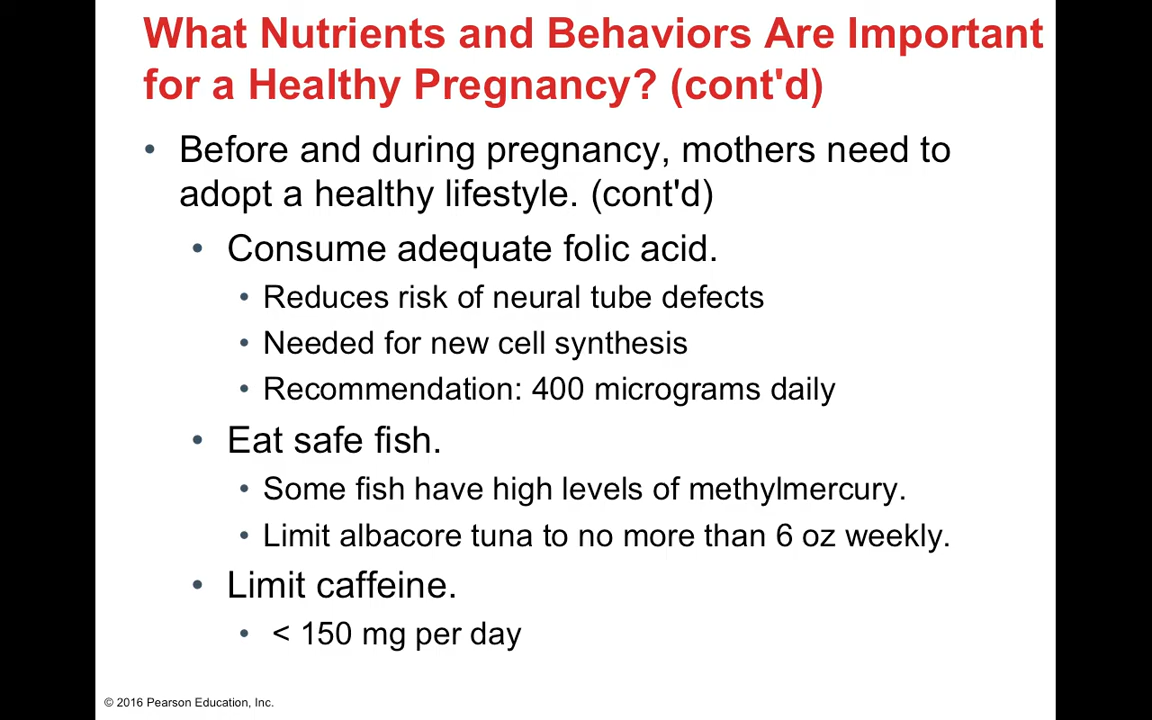 What Nutrients and Behaviors Are Important
for a Healthy Pregnancy? (cont'd)
• Before and during pregnancy, mothers need to
adopt a healthy lifestyle. (cont'd)
• Consume adequate folic acid.
• Reduces risk of neural tube defects
• Needed for new cell synthesis
• Recommendation: 400 micrograms daily
• Eat safe fish.
• Some fish have high levels of methylmercury.
• Limit albacore tuna to no more than 6 oz weekly.
• Limit caffeine.
• < 150 mg per day
© 2016 Pearson Education, Inc.